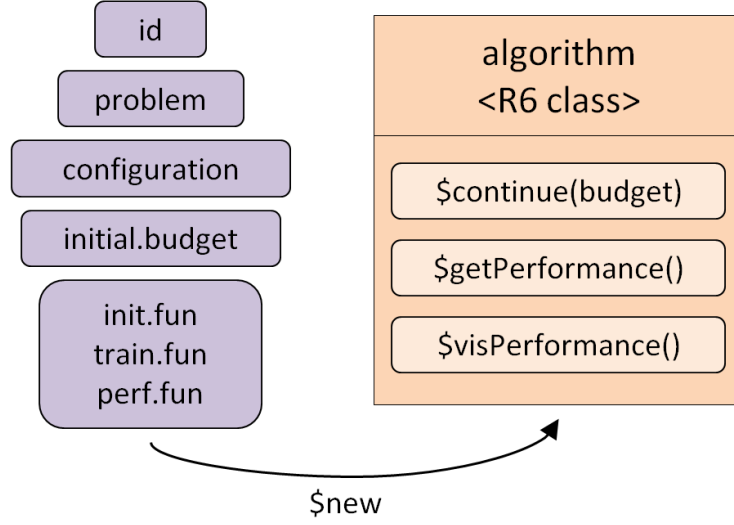 id
problem
configuration
initial.budget
init.fun
train.fun
perf.fun
algorithm
<R6 class>
$continue(budget)
$getPerformance()
$visPerformance()
$new